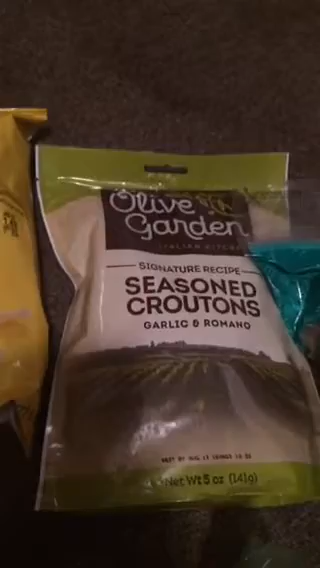 Olive
Garden
ITALIAN KITCHEN
SIGNATURE RECIPE
SEASONED
CROUTONS
GARLIC & ROMANO
Net Wt 5 oz (141g)